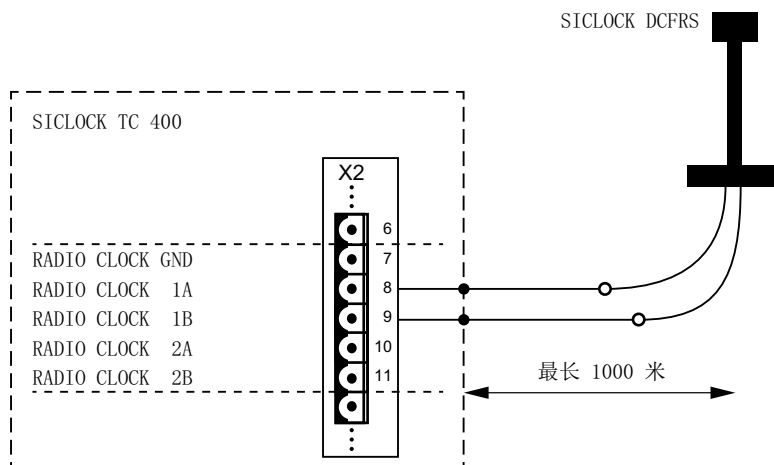 SICLOCK DCFRS
SICLOCK TC 400
X2
6
RADIO CLOCK GND 7
RADIO CLOCK 1A 8
RADIO CLOCK 1B 9
RADIO CLOCK 2A 10
RADIO CLOCK 2B 11
最长 1000 米